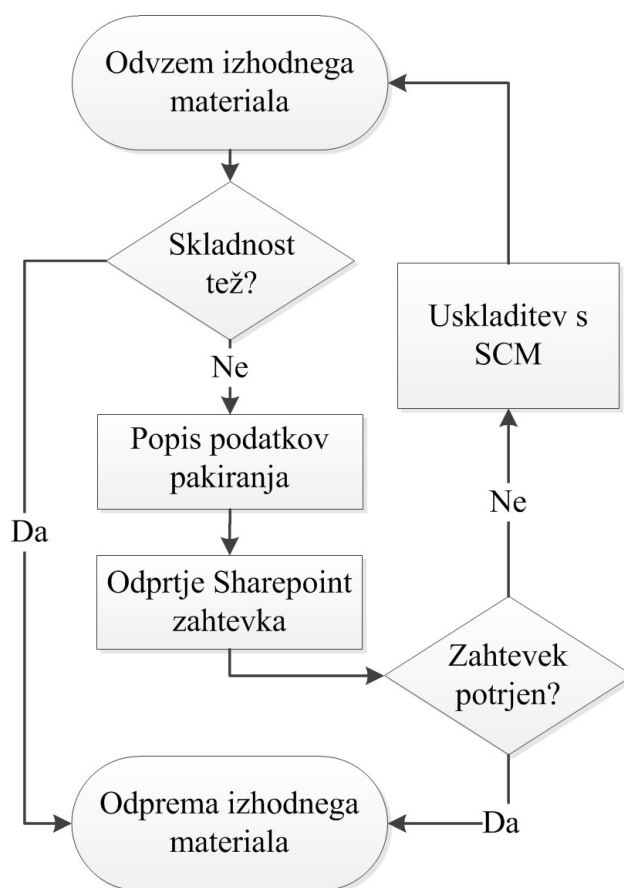 Odvzem izhodnega
materiala
Skladnost
tež?
Uskladitev s
SCM
Ne
Popis podatkov
pakiranja
Ne
Da
Odprtje Sharepoint
zahtevka
Zahtevek
potrjen?
Odprema izhodnega
materiala
Da